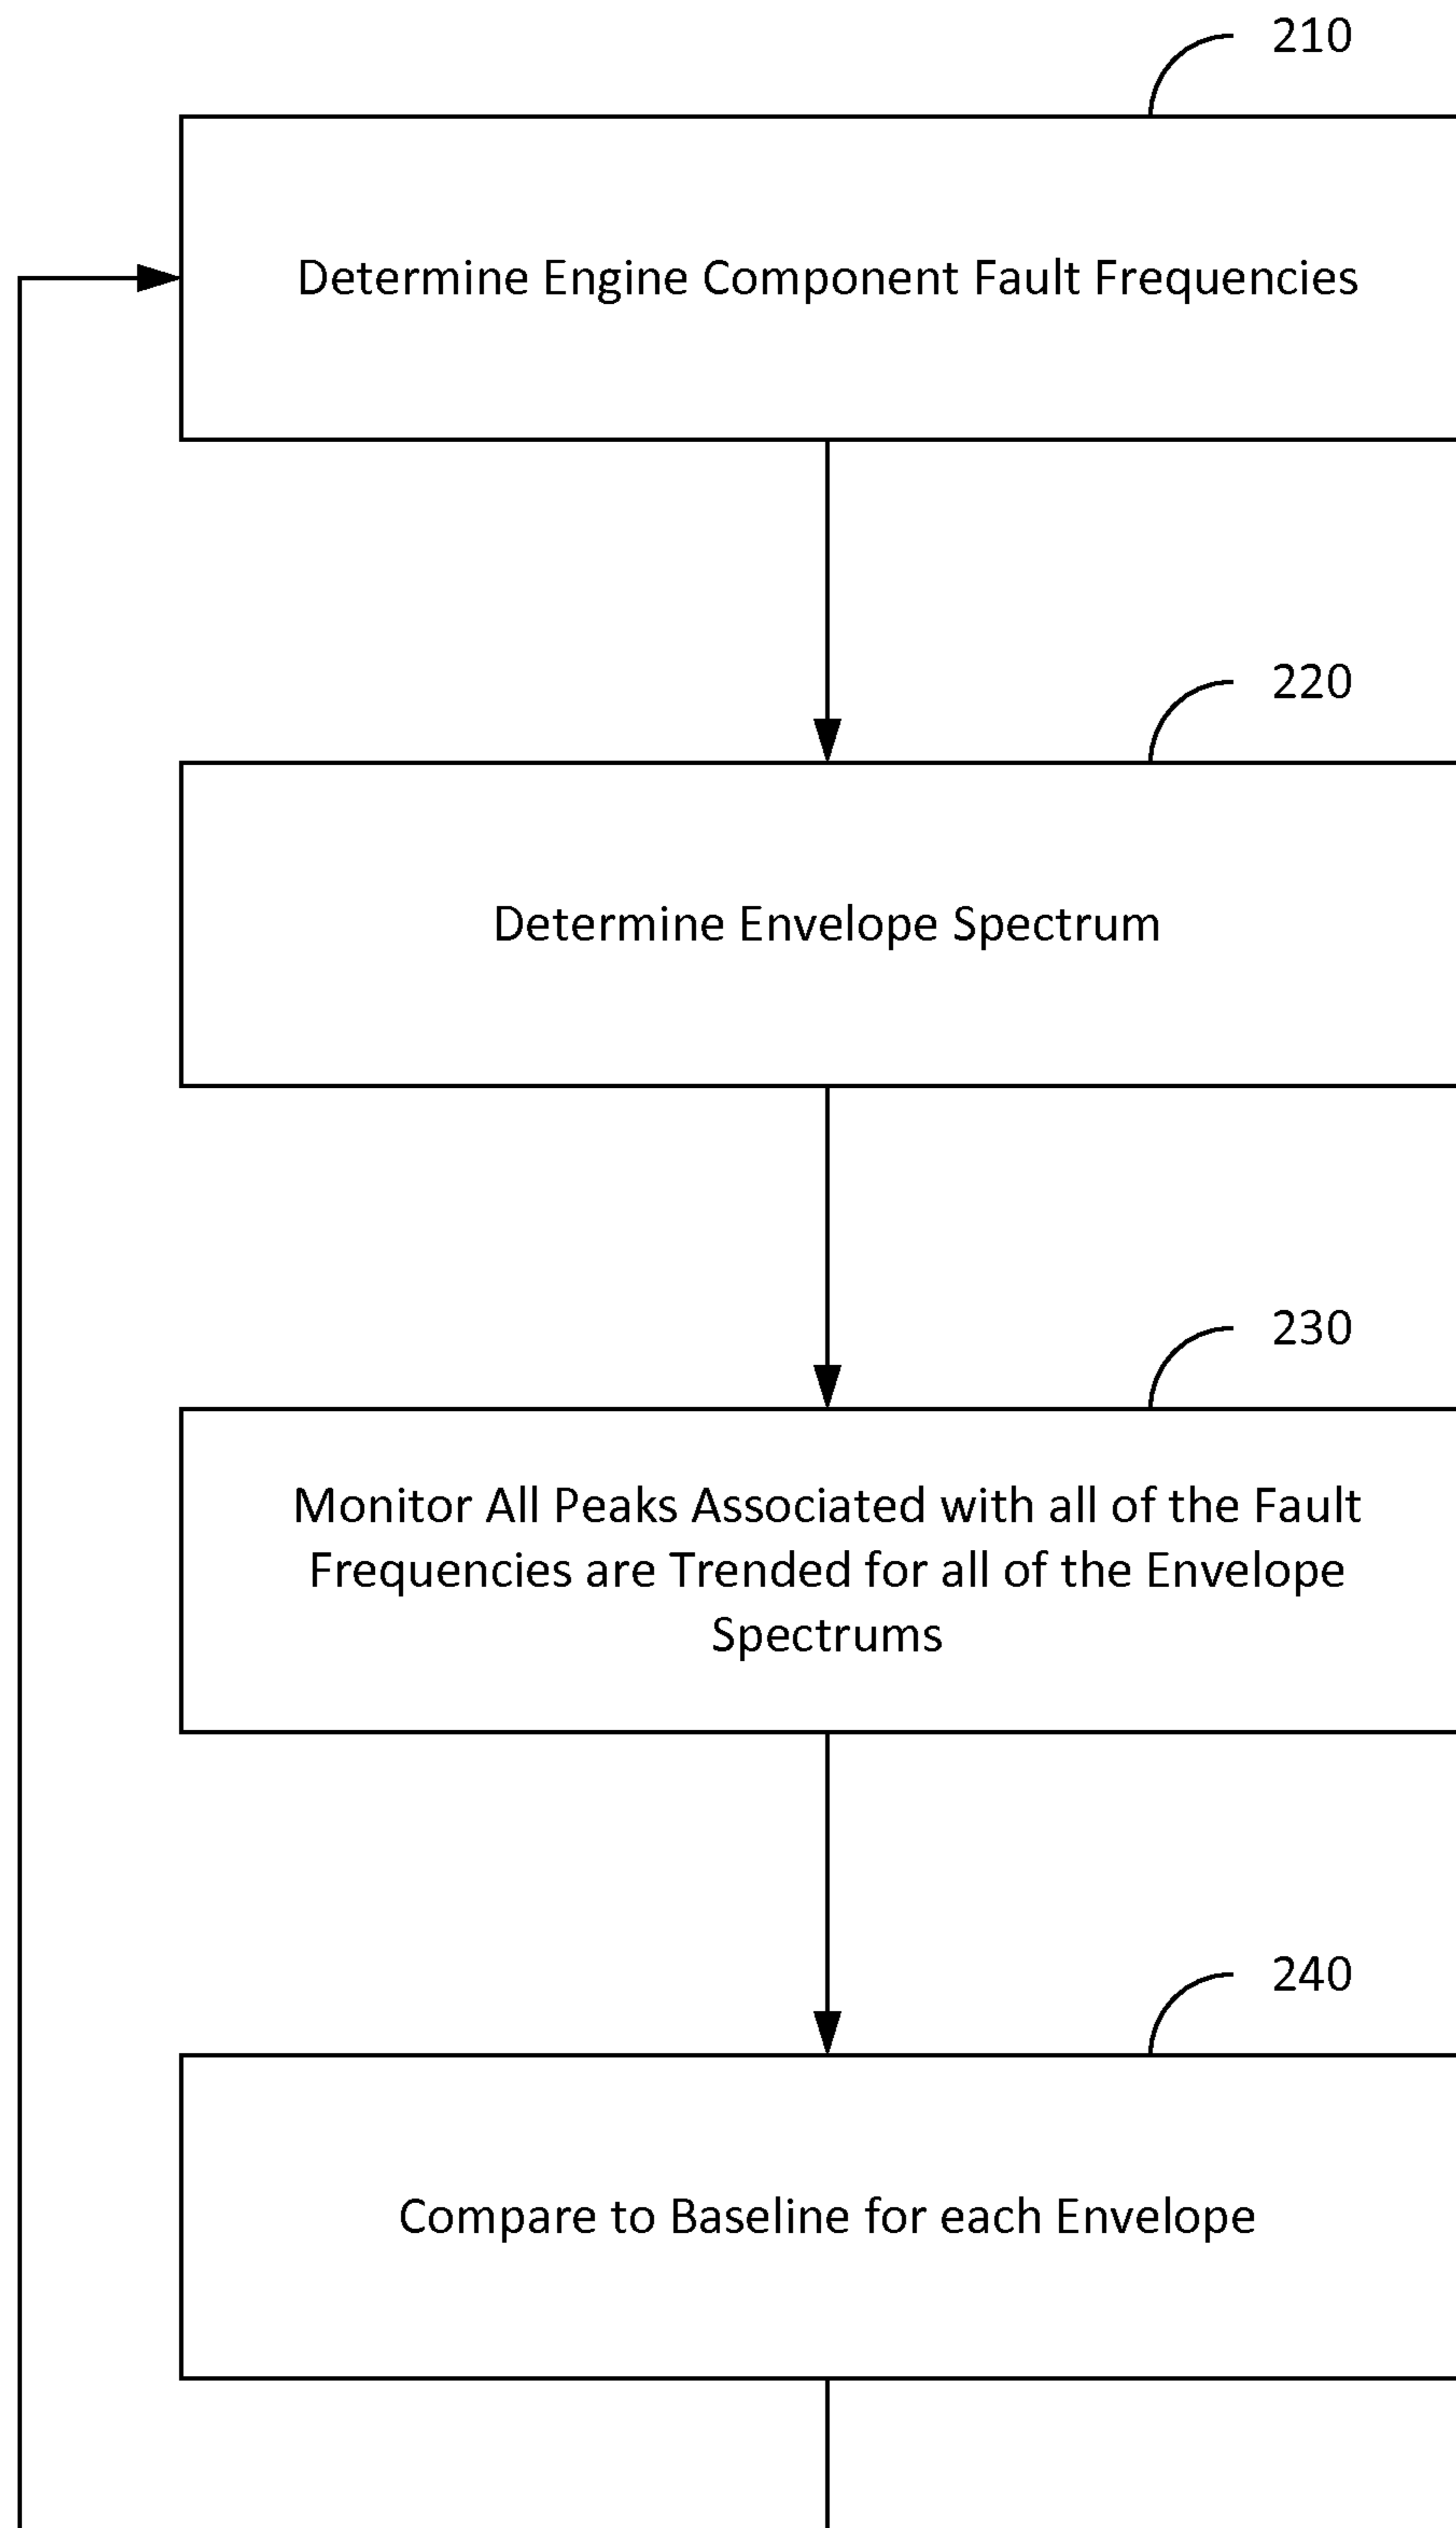 210
Determine Engine Component Fault Frequencies
220
Determine Envelope Spectrum
230
Monitor All Peaks Associated with all of the Fault
Frequencies are Trended for all of the Envelope
Spectrums
240
Compare to Baseline for each Envelope